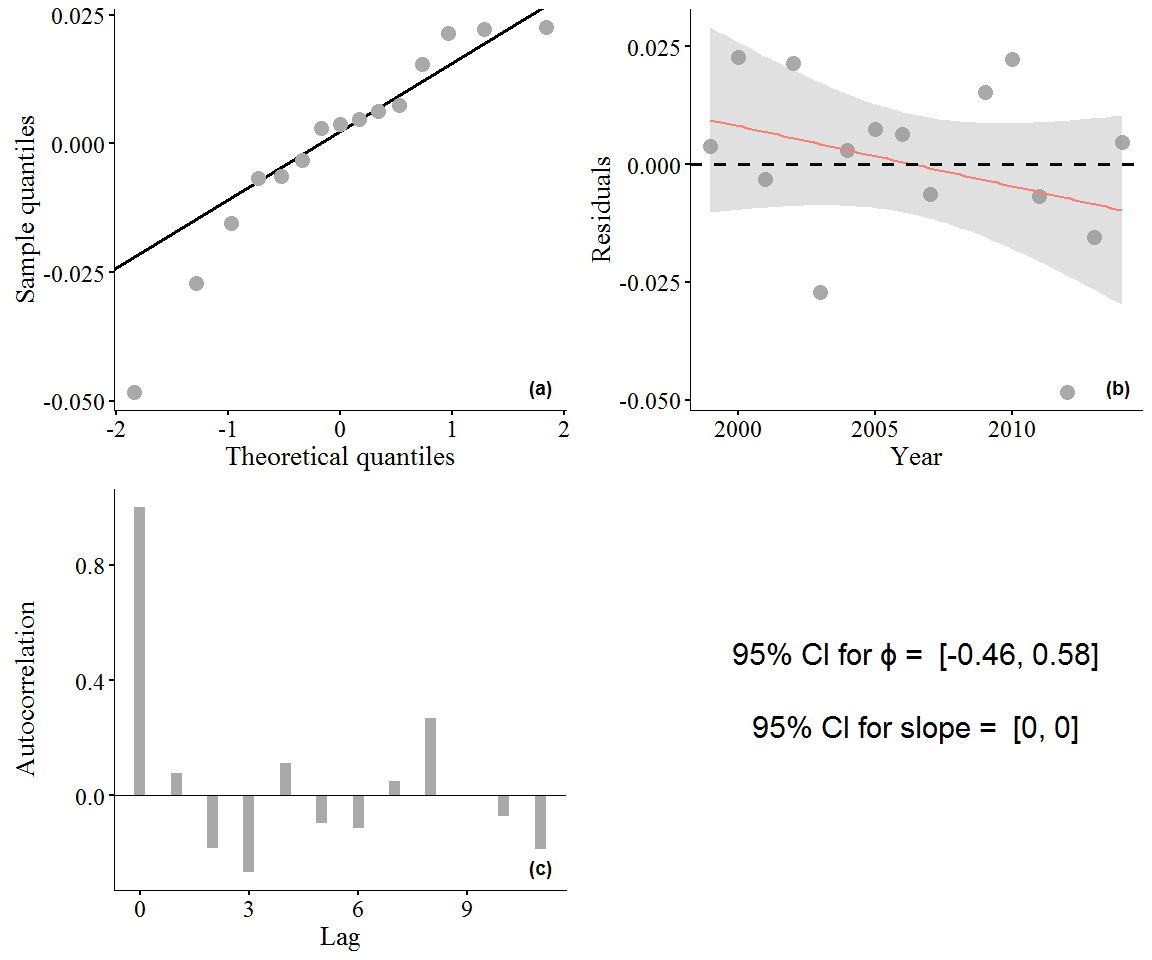 0.025
0.000
-0.025
-0.050
Sample quantiles
-2 -1 0 1 2
Theoretical quantiles
(a)
0.025
0.000
-0.025
-0.050
Residuals
2000 2005 2010
Year
(b)
0.8
0.4
0.0
Autocorrelation
0 3 6 9
Lag
(c)
95% CI for ϕ = [-0.46, 0.58]
95% CI for slope = [0, 0]